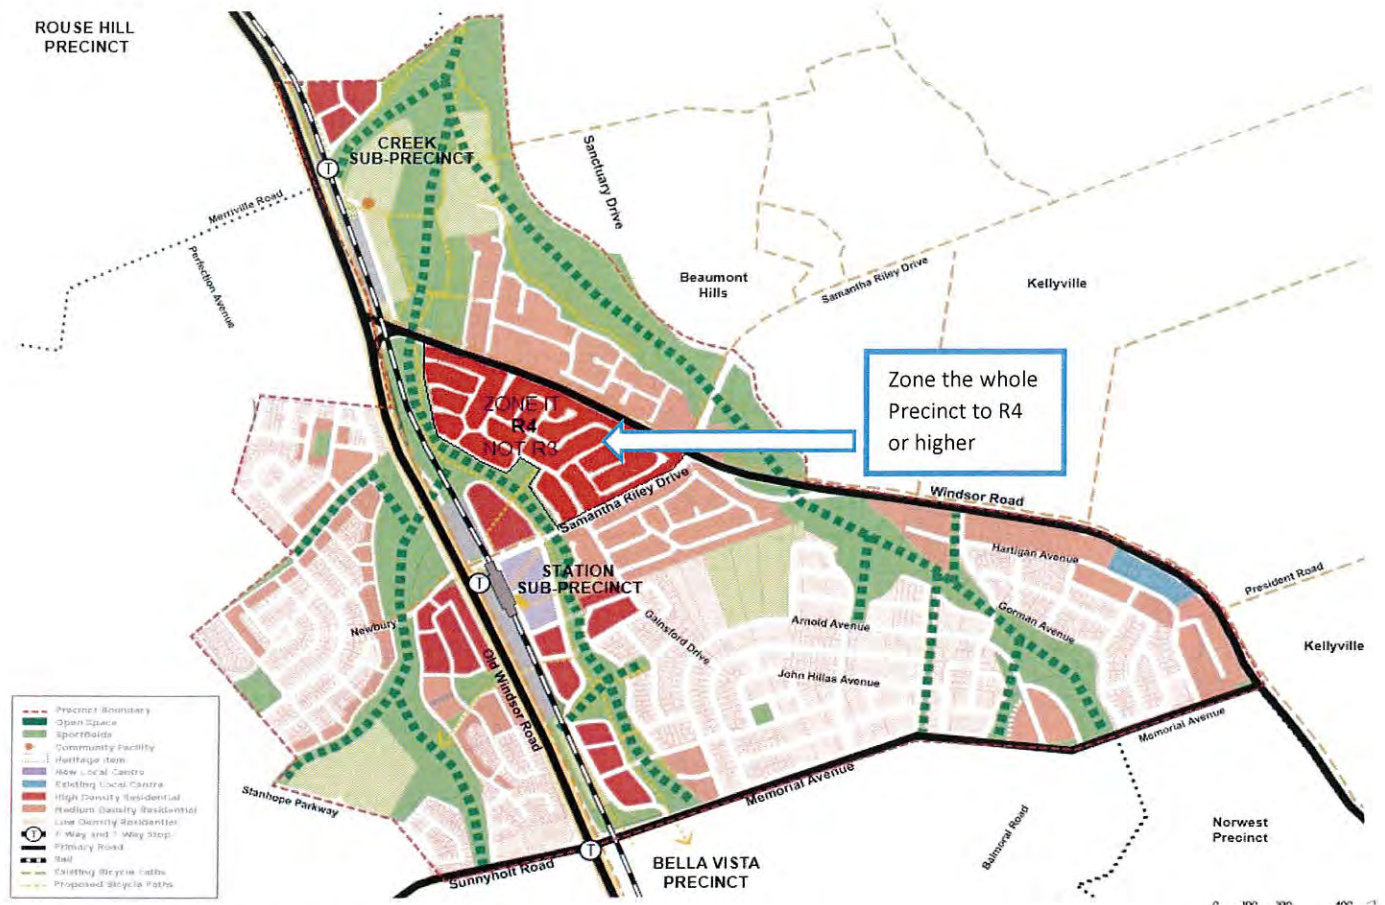 ROUSE HILL
PRECINCT
CREEK
SUB-PRECINCT
T
Merriville Road
Perfection Avenue
Sanctuary Drive
Beaumont
Hills
Samantha Riley Drive
Kellyville
Zone the whole
Precinct to R4
or higher
ZONE IT
R4
NOT R3
Samantha Riley Drive
Windsor Road
Hartigan Avenue
President Road
Gorman Avenue
Kellyville
T
STATION
SUB-PRECINCT
Newbury
Gainsford Drive
Arnold Avenue
John Hillas Avenue
Old Windsor Road
Memorial Avenue
Memorial Avenue
Stanhope Parkway
Balmoral Road
Norwest
Precinct
T
Sunnyholt Road
BELLA VISTA
PRECINCT
Precinct Boundary
Open Space
Sportfields
Community Facility
Heritage Item
New Local Centre
Existing Local Centre
High Density Residential
Medium Density Residential
Low Density Residential
T T-Way and T-Way Stop
Primary Road
Rail
Existing Bicycle Paths
Proposed Bicycle Paths